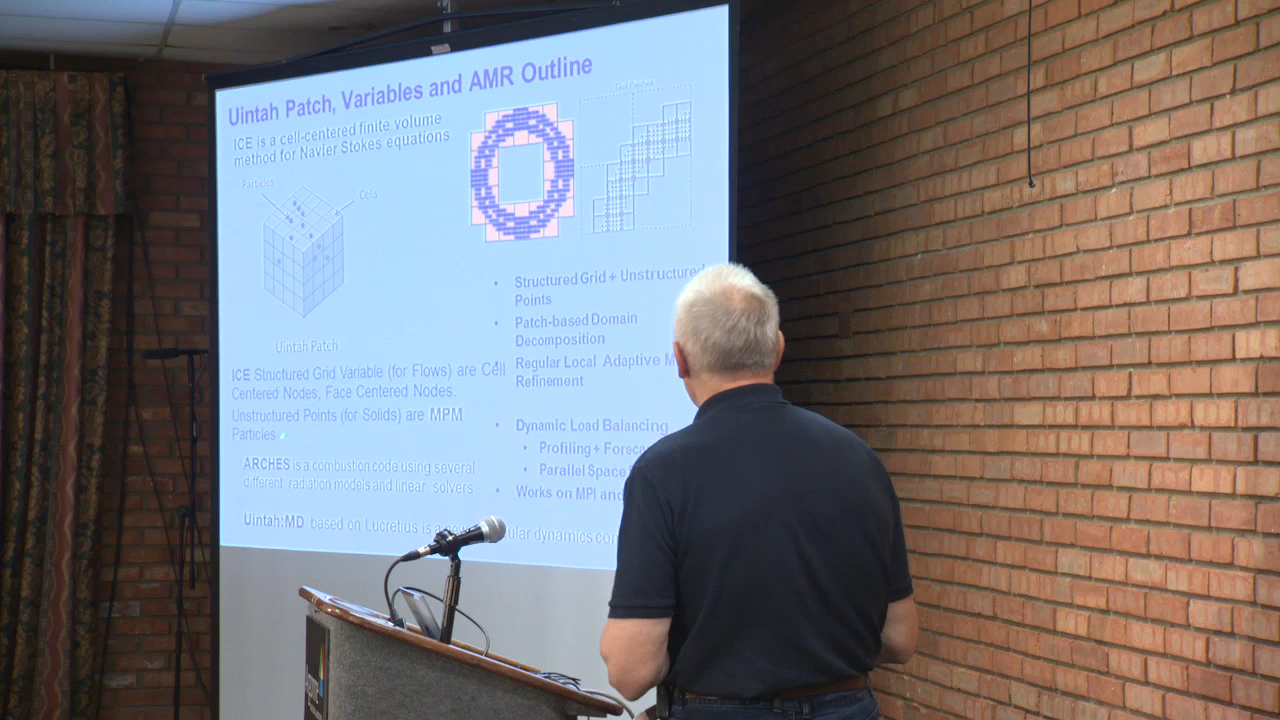 Uintah Patch, Variables and AMR Outline
ICE is a cell-centered finite volume
method for Navier Stokes equations
Particles
Cells
Uintah Patch
ICE Structured Grid Variable (for Flows) are Cell
Centered Nodes, Face Centered Nodes.
Unstructured Points (for Solids) are MPM
Particles
ARCHES is a combustion code using several
different radiation models and linear solvers
Uintah:MD based on Lucretius is a
dynamics
• Structured Grid + Unstructured
Points
• Patch-based Domain
Decomposition
• Regular Local Adaptive
Refinement
• Dynamic Load Balancing
• Profiling +
• Parallel Space
• Works on MPI and